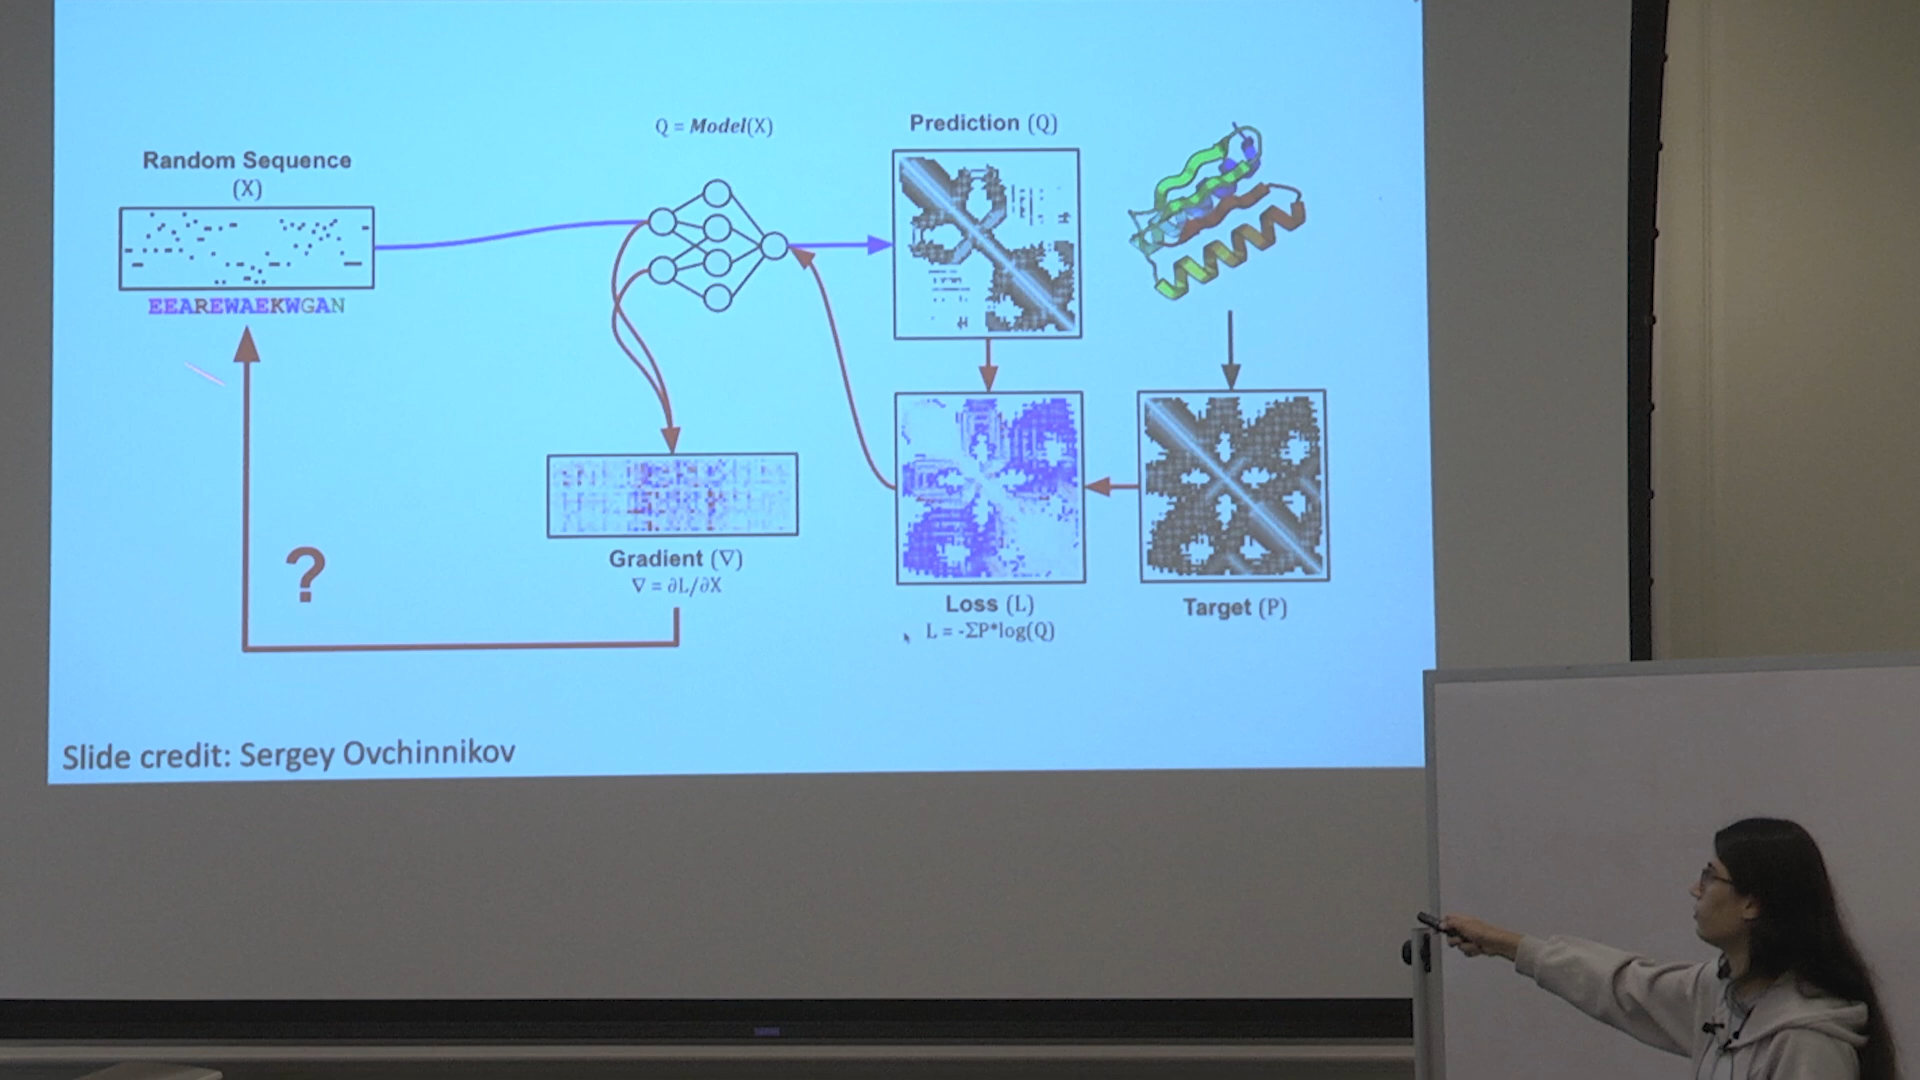 Random Sequence
(X)
EEAREWAEKWGAN
Q = Model(X)
Prediction (Q)
Gradient (∇)
∇ = ∂L/∂X
?
Loss (L)
L = -ΣP*log(Q)
Target (P)
Slide credit: Sergey Ovchinnikov